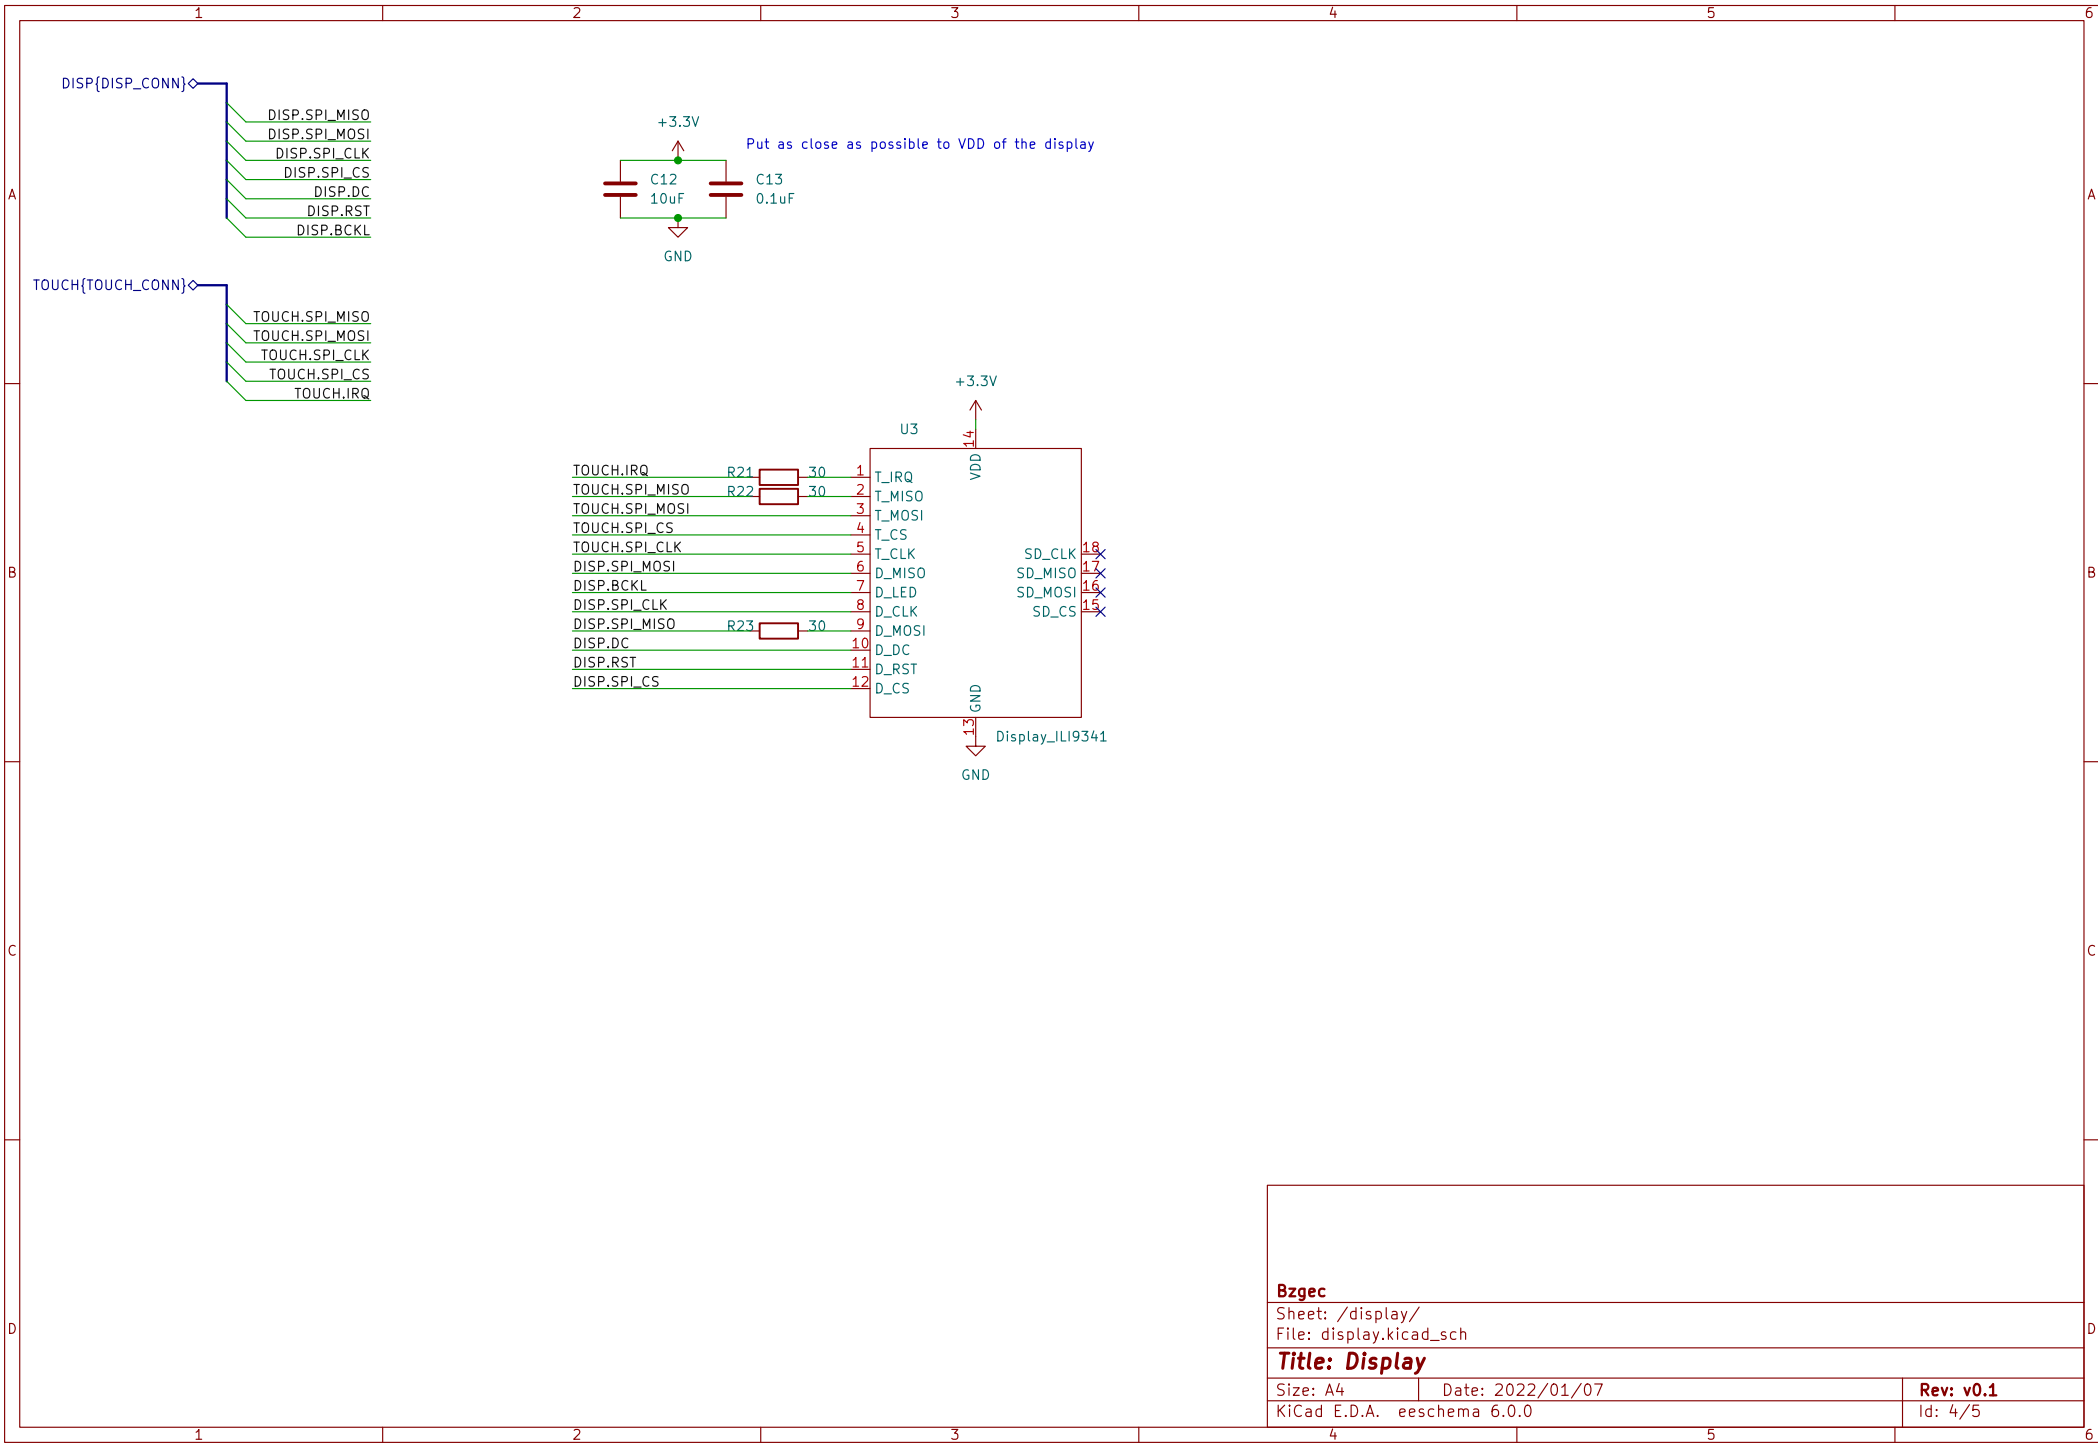 1 2 3 4 5 6
DISP{DISP_CONN}
DISP.SPI_MISO
DISP.SPI_MOSI
DISP.SPI_CLK
DISP.SPI_CS
DISP.DC
DISP.RST
DISP.BCKL
+3.3V
Put as close as possible to VDD of the display
C12
10uF
C13
0.1uF
GND
A A
TOUCH{TOUCH_CONN}
TOUCH.SPI_MISO
TOUCH.SPI_MOSI
TOUCH.SPI_CLK
TOUCH.SPI_CS
TOUCH.IRQ
+3.3V
U3
14
VDD
TOUCH.IRQ R21 30 1 T_IRQ
TOUCH.SPI_MISO R22 30 2 T_MISO
TOUCH.SPI_MOSI 3 T_MOSI
TOUCH.SPI_CS 4 T_CS
TOUCH.SPI_CLK 5 T_CLK SD_CLK 18
B DISP.SPI_MOSI 6 D_MISO SD_MISO 17 B
DISP.BCKL 7 D_LED SD_MOSI 16
DISP.SPI_CLK 8 D_CLK SD_CS 15
DISP.SPI_MISO R23 30 9 D_MOSI
DISP.DC 10 D_DC
DISP.RST 11 D_RST
DISP.SPI_CS 12 D_CS
GND
13
Display_ILI9341
GND
C C
D D
Bzgec
Sheet: /display/
File: display.kicad_sch
Title: Display
Size: A4 Date: 2022/01/07 Rev: v0.1
KiCad E.D.A. eeschema 6.0.0 Id: 4/5
1 2 3 4 5 6